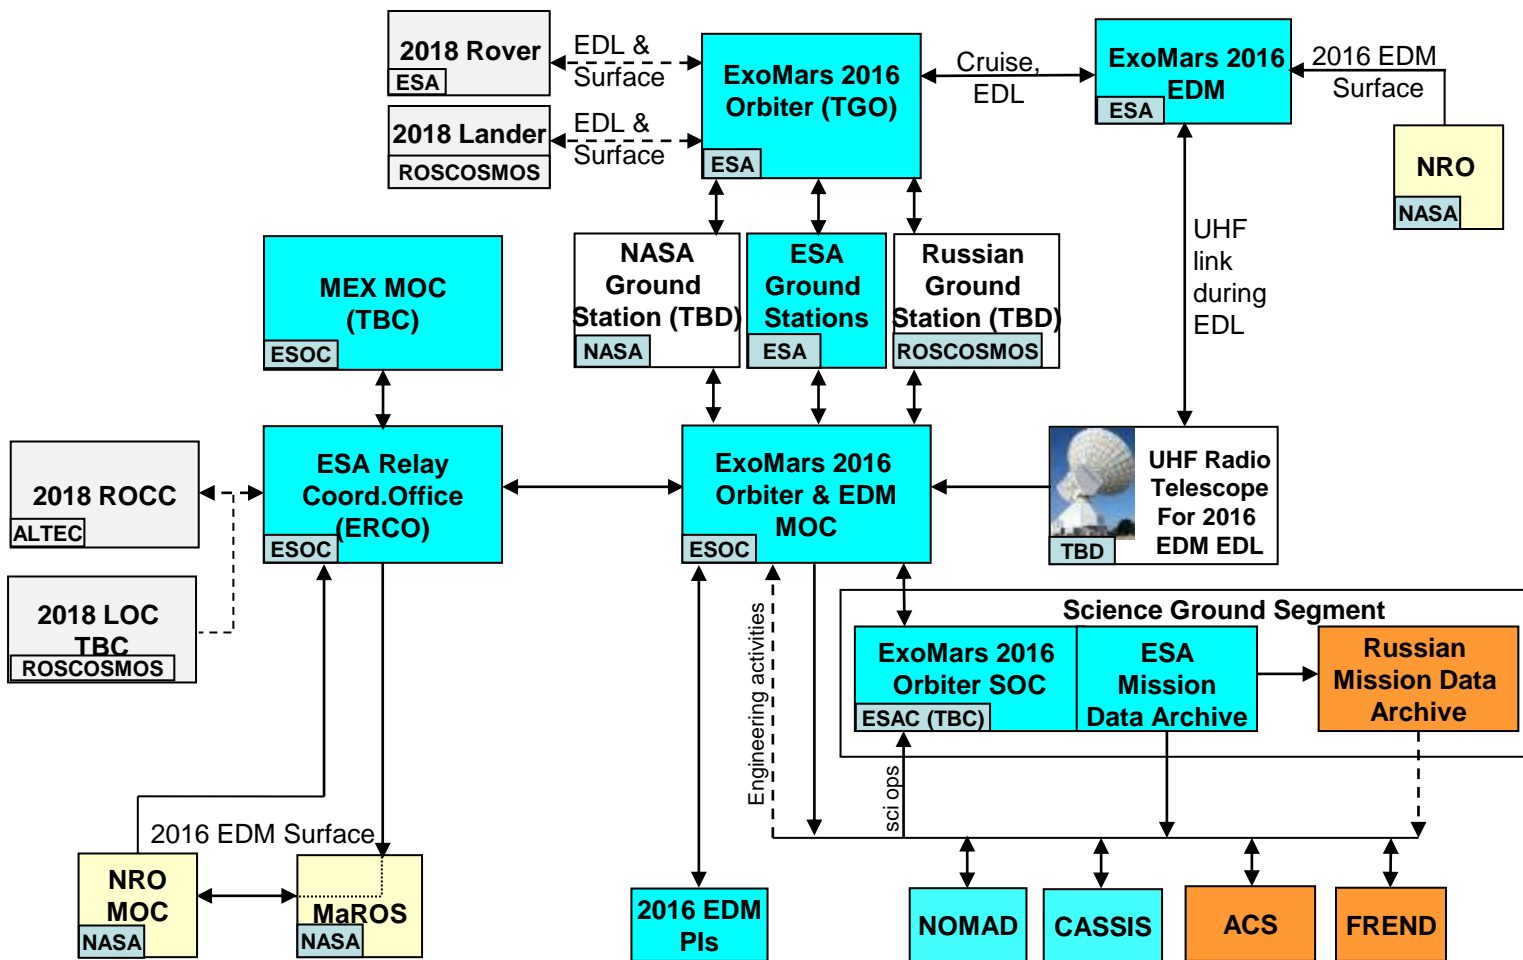 2018 Rover
ESA
EDL &
Surface
ExoMars 2016
Orbiter (TGO)
ESA
Cruise,
EDL
ExoMars 2016
EDM
ESA
2016 EDM
Surface
2018 Lander
ROSCOSMOS
EDL &
Surface
NRO
NASA
MEX MOC
(TBC)
ESOC
NASA
Ground
Station (TBD)
NASA
ESA
Ground
Stations
ESA
Russian
Ground
Station (TBD)
ROSCOSMOS
UHF
link
during
EDL
2018 ROCC
ALTEC
ESA Relay
Coord.Office
(ERCO)
ESOC
ExoMars 2016
Orbiter & EDM
MOC
ESOC
UHF Radio
Telescope
For 2016
EDM EDL
TBD
2018 LOC
TBC
ROSCOSMOS
Engineering activities
Science Ground Segment
ExoMars 2016
Orbiter SOC
ESAC (TBC)
ESA
Mission
Data Archive
Russian
Mission Data
Archive
sci ops
2016 EDM Surface
NRO
MOC
NASA
MaROS
NASA
2016 EDM
PIs
NOMAD
CASSIS
ACS
FREND